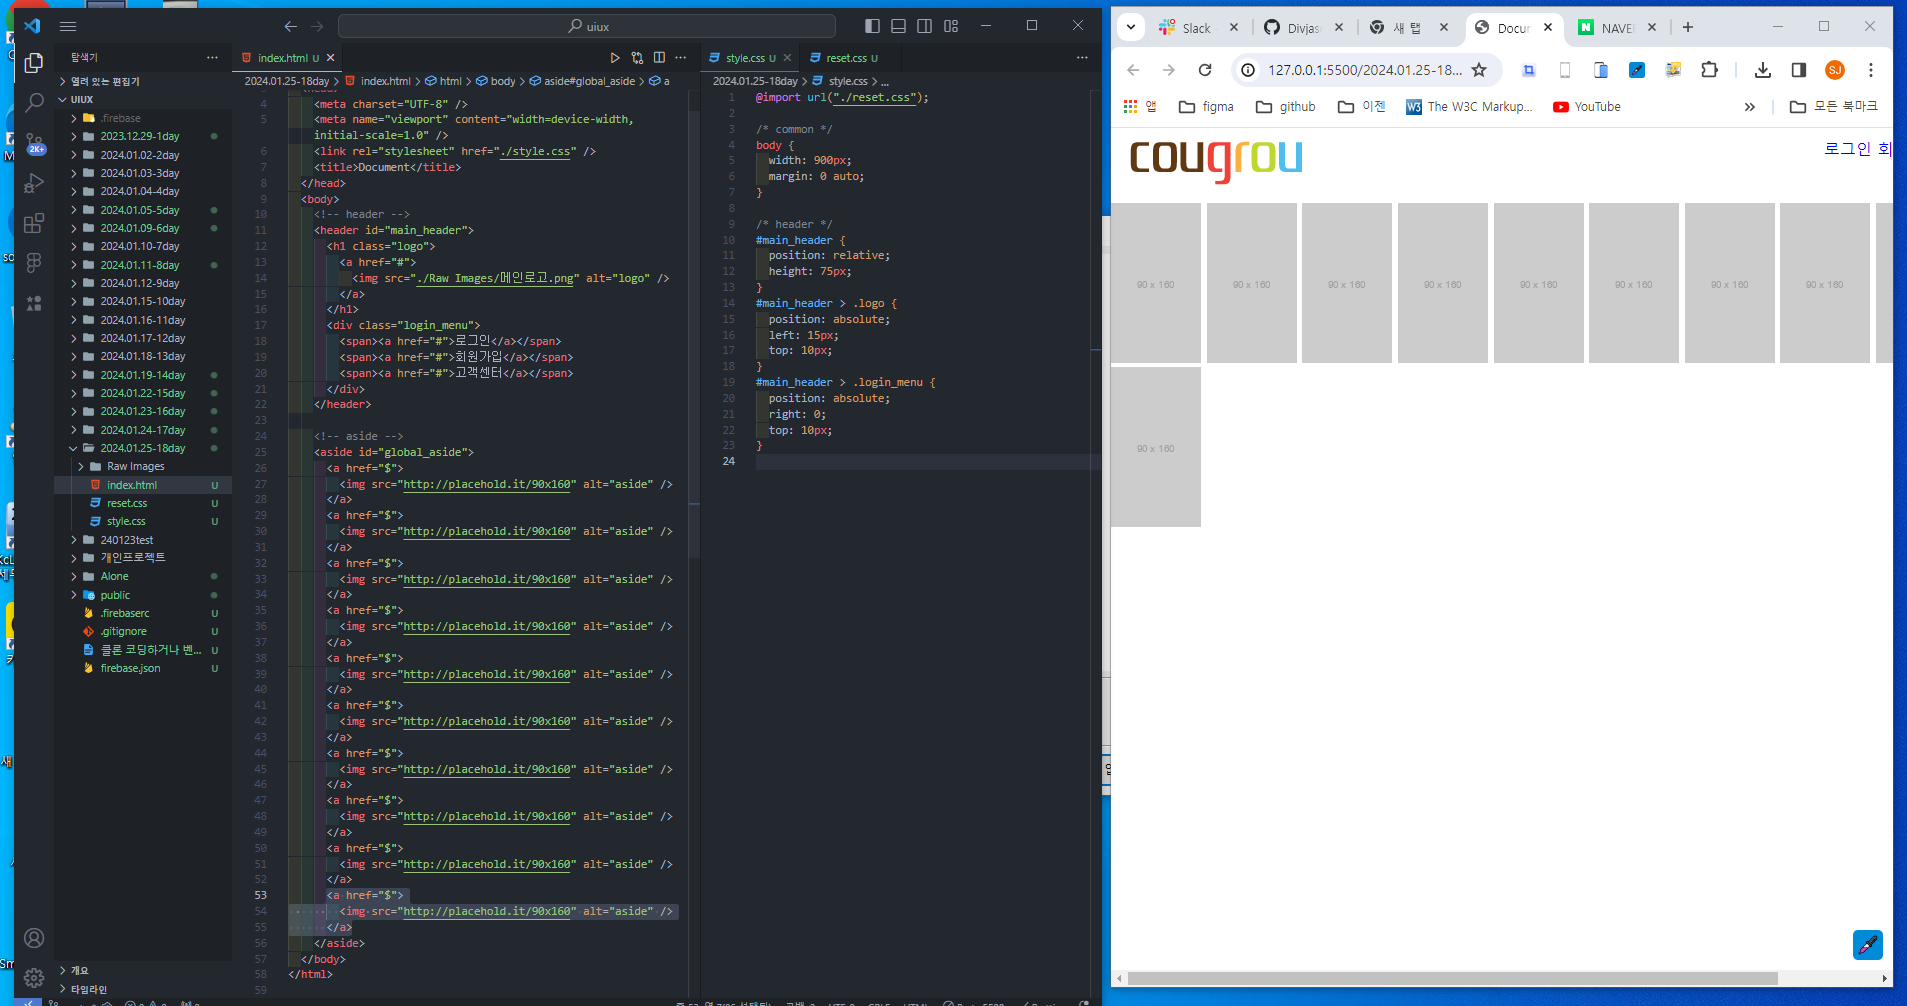 uiux
탐색기
열려 있는 편집기
UIUX
.firebase
2023.12.29-1day
2024.01.02-2day
2024.01.03-3day
2024.01.04-4day
2024.01.05-5day
2024.01.09-6day
2024.01.10-7day
2024.01.11-8day
2024.01.12-9day
2024.01.15-10day
2024.01.16-11day
2024.01.17-12day
2024.01.18-13day
2024.01.19-14day
2024.01.22-15day
2024.01.23-16day
2024.01.24-17day
2024.01.25-18day
Raw Images
index.html U
reset.css U
style.css U
240123test
개인프로젝트
Alone
public
.firebaserc U
.gitignore U
클론 코딩하거나 벤... U
firebase.json U
개요
타임라인
2K+
index.html U
2024.01.25-18day > index.html > html > body > aside#global_aside > a
4 <meta charset="UTF-8" />
5 <meta name="viewport" content="width=device-width,
initial-scale=1.0" />
6 <link rel="stylesheet" href="./style.css" />
7 <title>Document</title>
8 </head>
9 <body>
10 <!-- header -->
11 <header id="main_header">
12 <h1 class="logo">
13 <a href="#">
14 <img src="./Raw Images/메인로고.png" alt="logo" />
15 </a>
16 </h1>
17 <div class="login_menu">
18 <span><a href="#">로그인</a></span>
19 <span><a href="#">회원가입</a></span>
20 <span><a href="#">고객센터</a></span>
21 </div>
22 </header>
23
24 <!-- aside -->
25 <aside id="global_aside">
26 <a href="$">
27 <img src="http://placehold.it/90x160" alt="aside" />
28 </a>
29 <a href="$">
30 <img src="http://placehold.it/90x160" alt="aside" />
31 </a>
32 <a href="$">
33 <img src="http://placehold.it/90x160" alt="aside" />
34 </a>
35 <a href="$">
36 <img src="http://placehold.it/90x160" alt="aside" />
37 </a>
38 <a href="$">
39 <img src="http://placehold.it/90x160" alt="aside" />
40 </a>
41 <a href="$">
42 <img src="http://placehold.it/90x160" alt="aside" />
43 </a>
44 <a href="$">
45 <img src="http://placehold.it/90x160" alt="aside" />
46 </a>
47 <a href="$">
48 <img src="http://placehold.it/90x160" alt="aside" />
49 </a>
50 <a href="$">
51 <img src="http://placehold.it/90x160" alt="aside" />
52 </a>
53 <a href="$">
54 <img src="http://placehold.it/90x160" alt="aside" />
55 </a>
56 </aside>
57 </body>
58 </html>
59
style.css U
reset.css U
2024.01.25-18day > style.css > ...
1 @import url("./reset.css");
2
3 /* common */
4 body {
5 width: 900px;
6 margin: 0 auto;
7 }
8
9 /* header */
10 #main_header {
11 position: relative;
12 height: 75px;
13 }
14 #main_header > .logo {
15 position: absolute;
16 left: 15px;
17 top: 10px;
18 }
19 #main_header > .login_menu {
20 position: absolute;
21 right: 0;
22 top: 10px;
23 }
24
Slack
Divjas
새 탭
Docun
NAVE
127.0.0.1:5500/2024.01.25-18...
SJ
앱
figma
github
이젠
W3 The W3C Markup...
YouTube
모든 북마크
cougrou
로그인 회
90 x 160
90 x 160
90 x 160
90 x 160
90 x 160
90 x 160
90 x 160
90 x 160
90 x 160